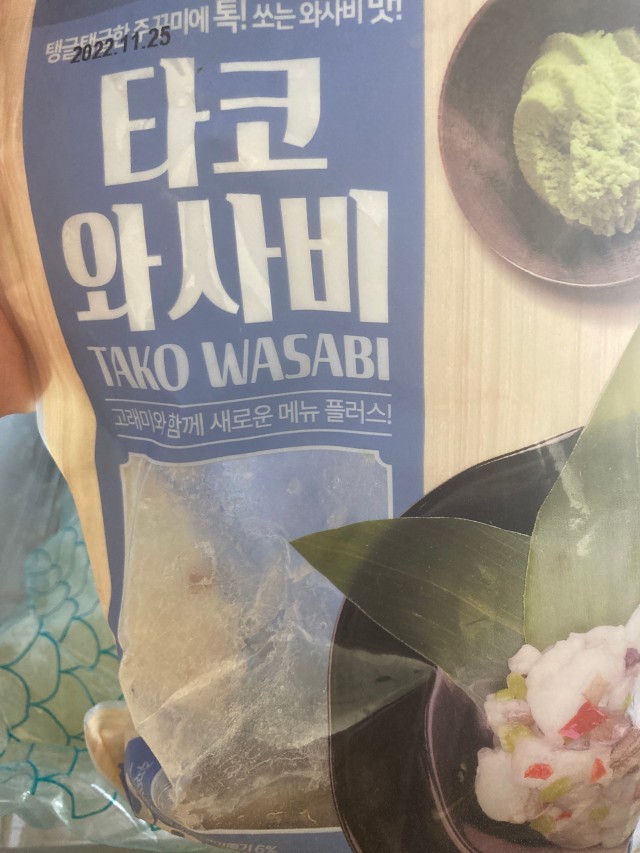 탱글탱글한 주꾸미에 톡! 쏘는 와사비 맛!
2022.11.25
타코
와사비
TAKO WASABI
고래미와 함께 새로운 메뉴 플러스!
6%